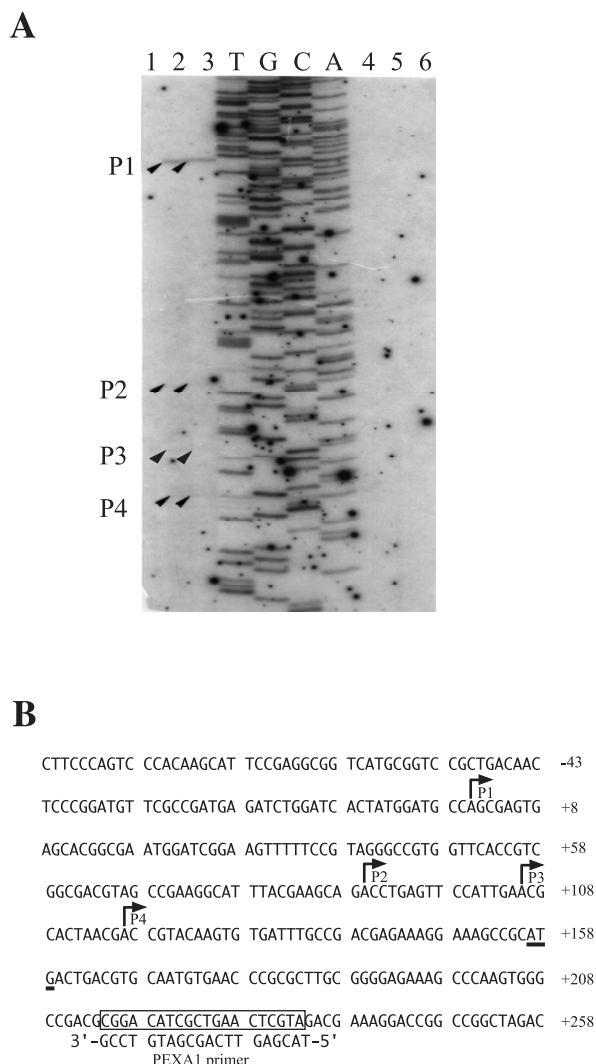 A
1 2 3 T G C A 4 5 6
P1
P2
P3
P4
B
CTTCCCAGTC CCACAAGCAT TCCGAGGCGG TCATGCGGTC CGCTGACAAC -43
P1
TCCCGGATGT TCGCCGATGA GATCTGGATC ACTATGGATG CCAGCGAGTG +8
AGCACGGCGA ATGGATCGGA AGTTTTTCCG TAGGGCCGTG GGTTCACCGTC +58
P2 P3
GGCGACGTAG CCGAAGGCAT TTACGAAGCA GACCTGAGTT CCATTGAACG +108
P4
CACTAACGAC CGTACAAGTG TGATTTGCCG ACGAGAAAGG AAAGCCGCAT +158
GACTGACGTG CAATGTGAAC CCGCGCTTGC GGGGAGAAAG CCCAAGTGGG +208
CCGACGCGGA CATCGCTGAA CTCGTAGACG AAAGGACCGG CCGGCTAGAC +258
3'-GCCT GTAGCGACTT GAGCAT-5'
PEXA1 primer